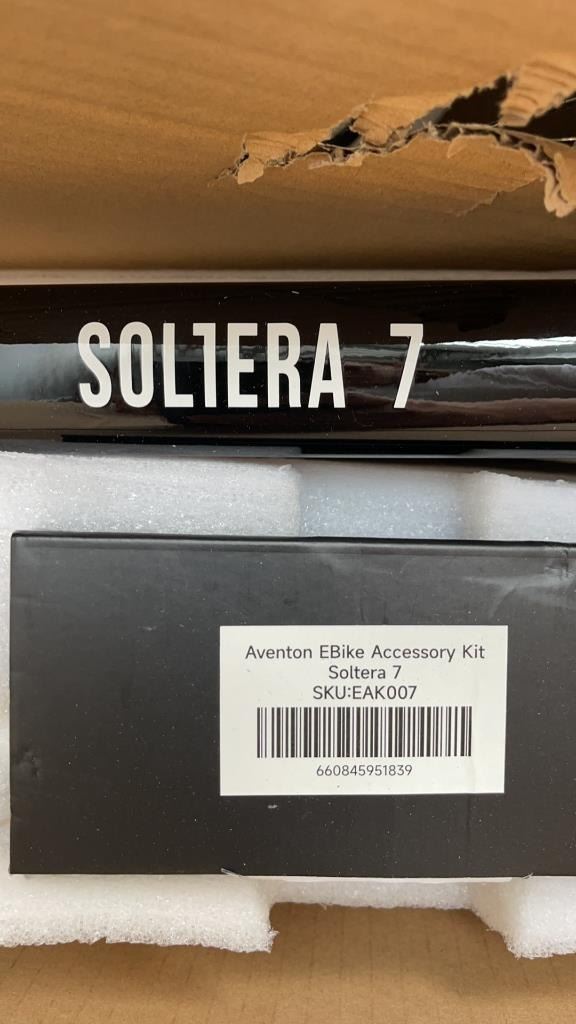 SOLTERA 7
Aventon EBike Accessory Kit
Soltera 7
SKU:EAK007
660845951839